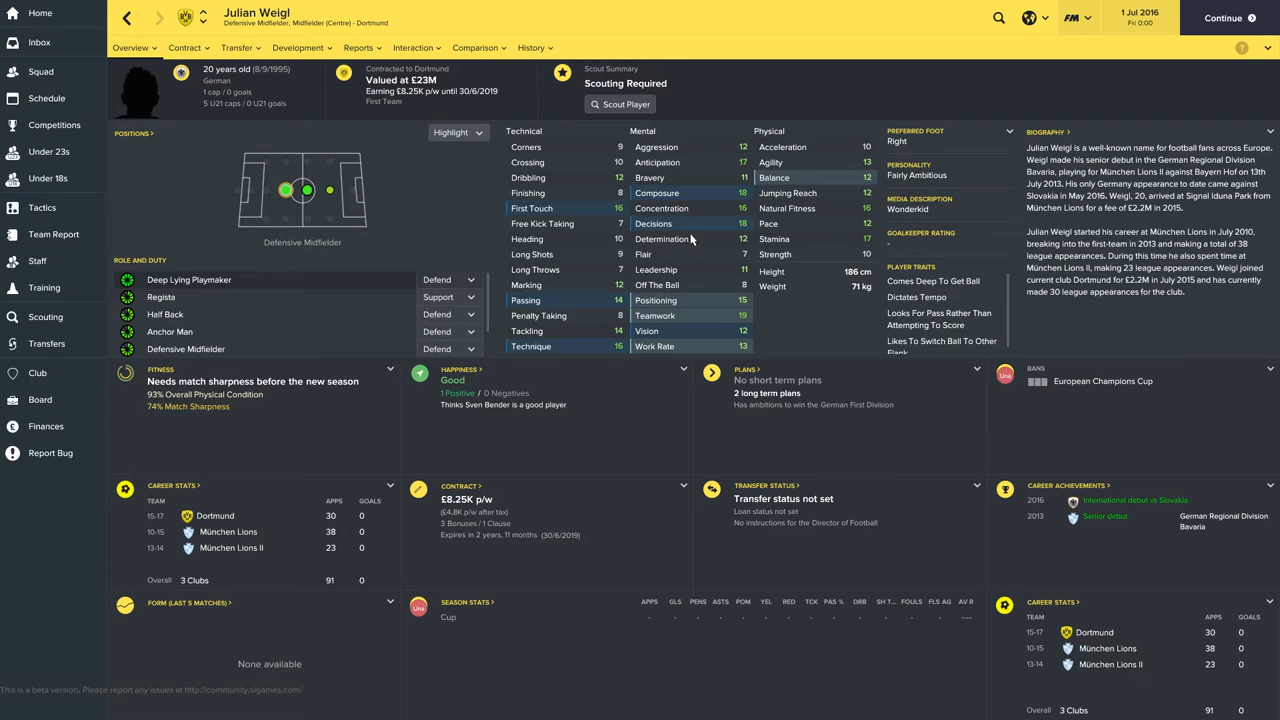 Home
Inbox
Squad
Schedule
Competitions
Under 23s
Under 18s
Tactics
Team Report
Staff
Training
Scouting
Transfers
Club
Board
Finances
Report Bug
Julian Weigl
Defensive Midfielder, Midfielder (Centre) - Dortmund
FM
1 Jul 2016
Fri 0:00
Continue
Overview
Contract
Transfer
Development
Reports
Interaction
Comparison
History
?
20 years old (8/9/1995)
German
1 cap / 0 goals
5 U21 caps / 0 U21 goals
Contracted to Dortmund
Valued at £23M
Earning £8.25K p/w until 30/6/2019
First Team
Scout Summary
Scouting Required
Scout Player
POSITIONS >
Highlight
Defensive Midfielder
ROLE AND DUTY
Deep Lying Playmaker Defend
Regista Support
Half Back Defend
Anchor Man Defend
Defensive Midfielder Defend
Technical
Corners 9
Crossing 10
Dribbling 12
Finishing 8
First Touch 16
Free Kick Taking 7
Heading 10
Long Shots 9
Long Throws 7
Marking 12
Passing 14
Penalty Taking 8
Tackling 14
Technique 16
Mental
Aggression 12
Anticipation 17
Bravery 11
Composure 18
Concentration 16
Decisions 18
Determination 12
Flair 7
Leadership 11
Off The Ball 8
Positioning 15
Teamwork 19
Vision 12
Work Rate 13
Physical
Acceleration 10
Agility 13
Balance 12
Jumping Reach 12
Natural Fitness 16
Pace 12
Stamina 17
Strength 10
Height 186 cm
Weight 71 kg
PREFERRED FOOT
Right
PERSONALITY
Fairly Ambitious
MEDIA DESCRIPTION
Wonderkid
GOALKEEPER RATING
-
PLAYER TRAITS
Comes Deep To Get Ball
Dictates Tempo
Looks For Pass Rather Than
Attempting To Score
Likes To Switch Ball To Other
Flank
BIOGRAPHY >
Julian Weigl is a well-known name for football fans across Europe.
Weigl made his senior debut in the German Regional Division
Bavaria, playing for München Lions II against Bayern Hof on 13th
July 2013. His only Germany appearance to date came against
Slovakia in May 2016. Weigl, 20, arrived at Signal Iduna Park from
München Lions for a fee of £2.2M in 2015.
Weigl started his career at München Lions in July 2010,
breaking into the first-team in 2013 and making a total of 38
league appearances. During this time he also spent time at
München Lions II, making 23 league appearances. Weigl joined
current club Dortmund for £2.2M in July 2015 and has currently
made 30 league appearances for the club.
FITNESS
Needs match sharpness before the new season
93% Overall Physical Condition
74% Match Sharpness
HAPPINESS >
Good
1 Positive / 0 Negatives
Thinks Sven Bender is a good player
PLANS >
No short term plans
2 long term plans
Has ambitions to win the German First Division
Una
BANS
European Champions Cup
CAREER STATS >
TEAM APPS GOALS
15-17 Dortmund 30 0
10-15 München Lions 38 0
13-14 München Lions II 23 0
Overall 3 Clubs 91 0
CONTRACT >
£8.25K p/w
(£4.8K p/w after tax)
3 Bonuses / 1 Clause
Expires in 2 years, 11 months (30/6/2019)
TRANSFER STATUS >
Transfer status not set
Loan status not set
No instructions for the Director of Football
CAREER ACHIEVEMENTS >
2016 International debut vs Slovakia
2013 Senior debut German Regional Division
Bavaria
FORM (LAST 5 MATCHES) >
None available
Una
SEASON STATS >
APPS GLS PENS ASTS POM YEL RED TCK PAS % DRB SH T... FOULS FLS AG AV R
Cup - - - - - - - - - - - - - ----
CAREER STATS >
TEAM APPS GOALS
15-17 Dortmund 30 0
10-15 München Lions 38 0
13-14 München Lions II 23 0
Overall 3 Clubs 91 0
This is a beta version. Please report any issues at http://community.sigames.com/